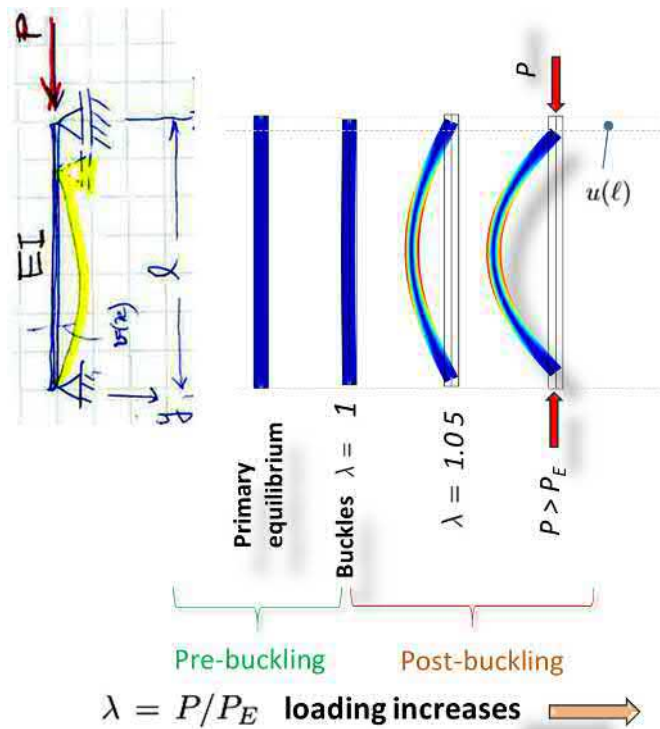 P
EI
l
v(x)
y
P
u(ℓ)
Primary
equilibrium
Buckles λ = 1
λ = 1.05
P > P_E
Pre-buckling
Post-buckling
λ = P/P_E loading increases